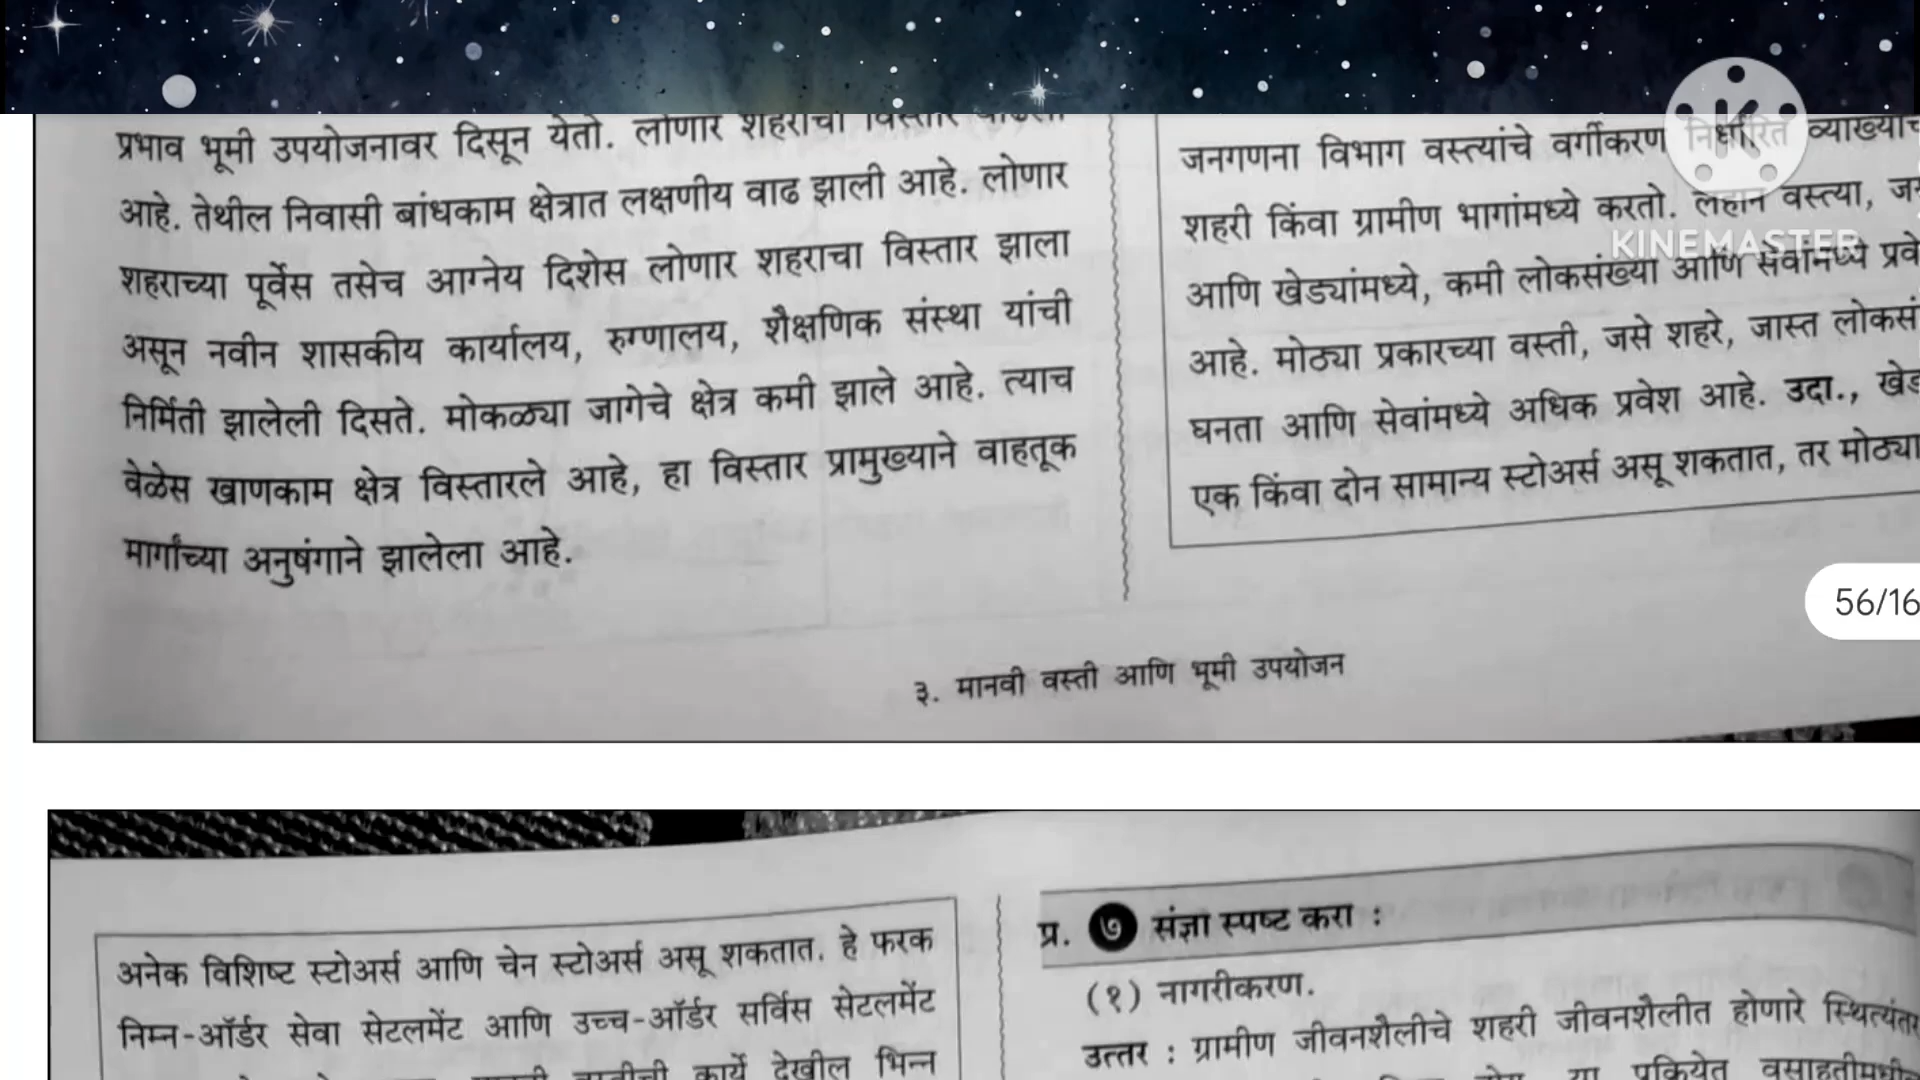 प्रभाव भूमी उपयोजनावर दिसून येतो. लोणार शहराचा विस्तार
आहे. तेथील निवासी बांधकाम क्षेत्रात लक्षणीय वाढ झाली आहे. लोणार
शहराच्या पूर्वेस तसेच आग्नेय दिशेस लोणार शहराचा विस्तार झाला
असून नवीन शासकीय कार्यालय, रुग्णालय, शैक्षणिक संस्था यांची
निर्मिती झालेली दिसते. मोकळ्या जागेचे क्षेत्र कमी झाले आहे. त्याच
वेळेस खाणकाम क्षेत्र विस्तारले आहे, हा विस्तार प्रामुख्याने वाहतूक
मार्गांच्या अनुषंगाने झालेला आहे.
जनगणना विभाग वस्त्यांचे वर्गीकरण निर्धारित
शहरी किंवा ग्रामीण भागांमध्ये करतो. लहान वस्त्या,
आणि खेड्यांमध्ये, कमी लोकसंख्या आणि सेवांमध्ये
आहे. मोठ्या प्रकारच्या वस्ती, जसे शहरे, जास्त
घनता आणि सेवांमध्ये अधिक प्रवेश आहे. उदा.,
एक किंवा दोन सामान्य स्टोअर्स असू शकतात, तर मोठ्या
KINEMASTER
56/16
३. मानवी वस्ती आणि भूमी उपयोजन
अनेक विशिष्ट स्टोअर्स आणि चेन स्टोअर्स असू शकतात. हे फरक
निम्न-ऑर्डर सेवा सेटलमेंट आणि उच्च-ऑर्डर सर्विस सेटलमेंट
कार्ये देखील भिन्न
प्र. ७ संज्ञा स्पष्ट करा :
(१) नागरीकरण.
उत्तर : ग्रामीण जीवनशैलीचे शहरी जीवनशैलीत होणारे स्थित्यंतर
या प्रक्रियेत